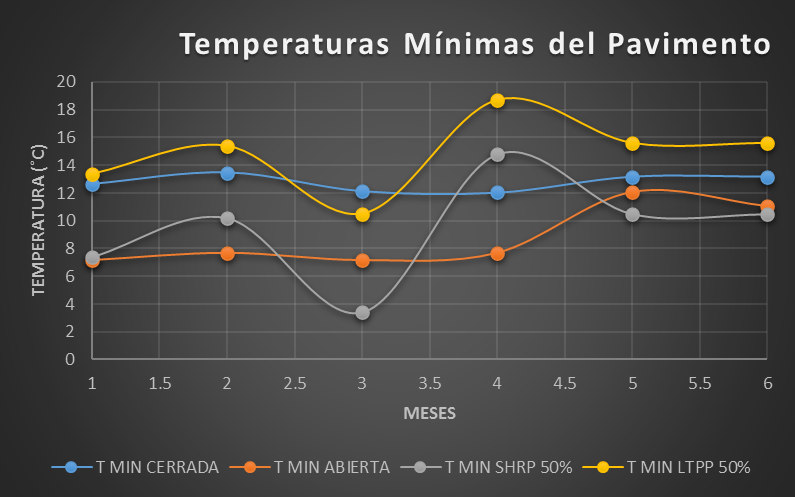 Temperaturas Mínimas del Pavimento
TEMPERATURA (˚C)
20
18
16
14
12
10
8
6
4
2
0
1 1.5 2 2.5 3 3.5 4 4.5 5 5.5 6
MESES
T MIN CERRADA T MIN ABIERTA T MIN SHRP 50% T MIN LTPP 50%